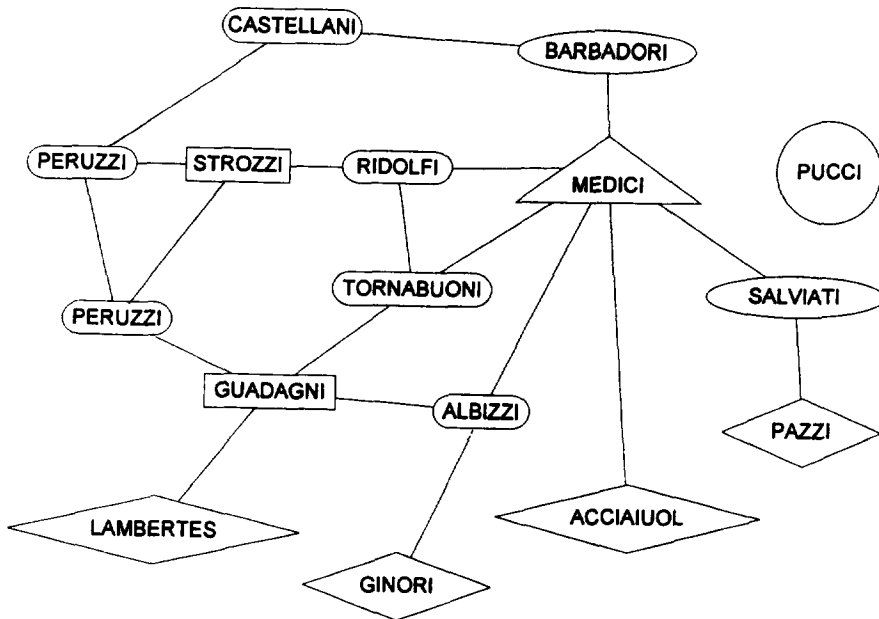 CASTELLANI
BARBADORI
PERUZZI
STROZZI
RIDOLFI
MEDICI
PUCCI
PERUZZI
TORNABUONI
SALVIATI
GUADAGNI
ALBIZZI
PAZZI
LAMBERTES
ACCIAIUOL
GINORI